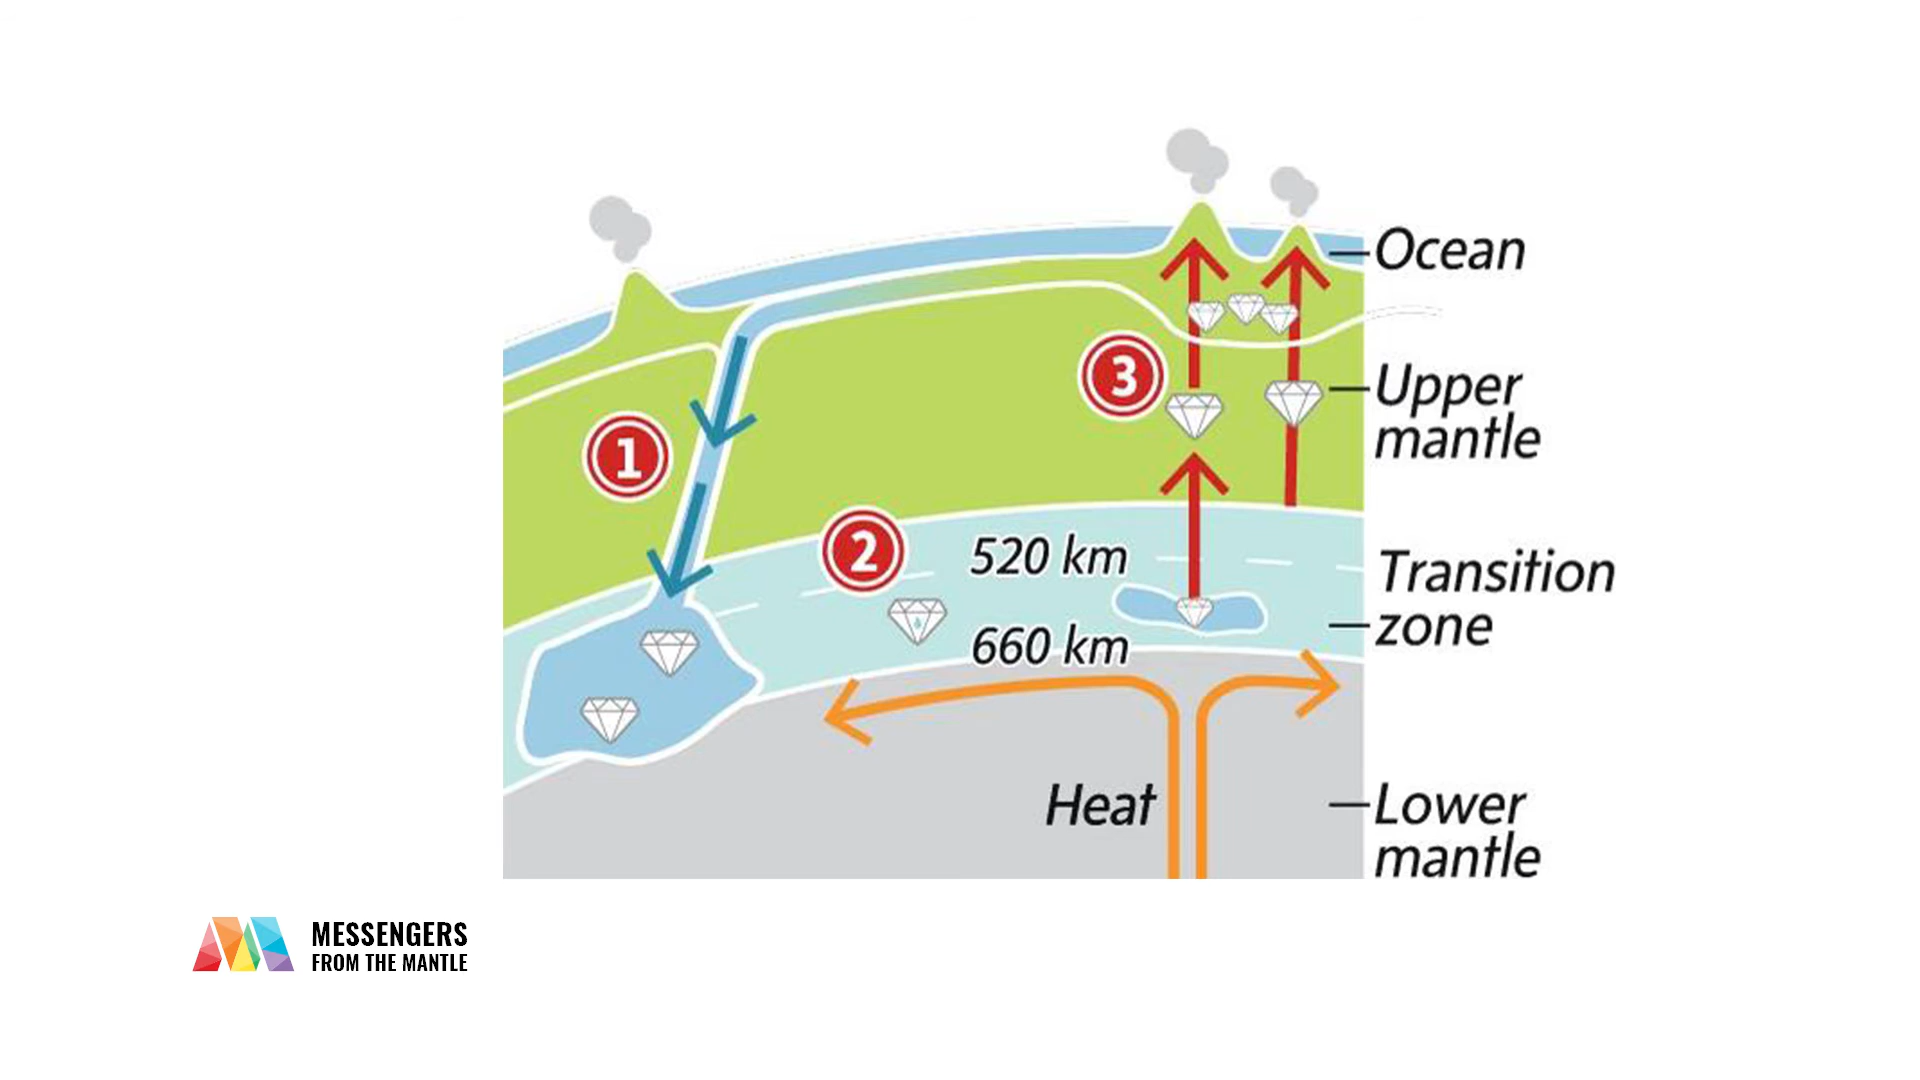 Ocean
3
Upper
mantle
1
2
520 km
Transition
zone
660 km
Heat
Lower
mantle
MESSENGERS
FROM THE MANTLE